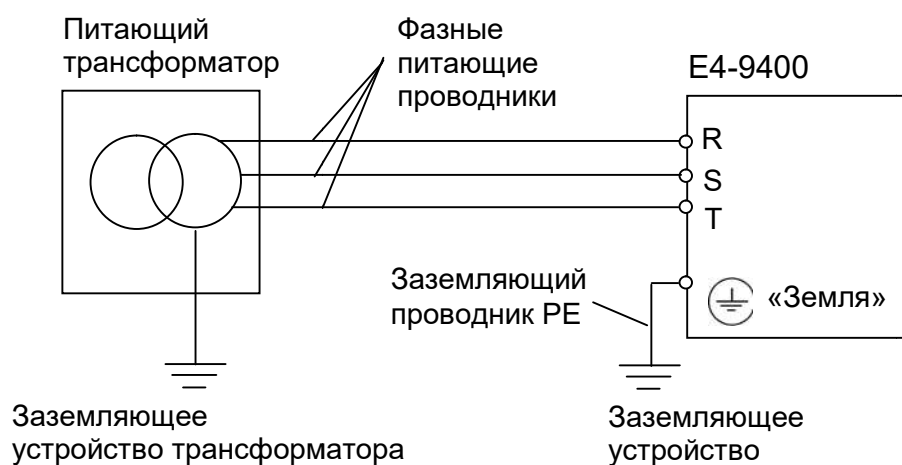 Питающий
трансформатор
Фазные
питающие
проводники
E4-9400
R
S
T
Заземляющий
проводник PE
«Земля»
Заземляющее
устройство трансформатора
Заземляющее
устройство